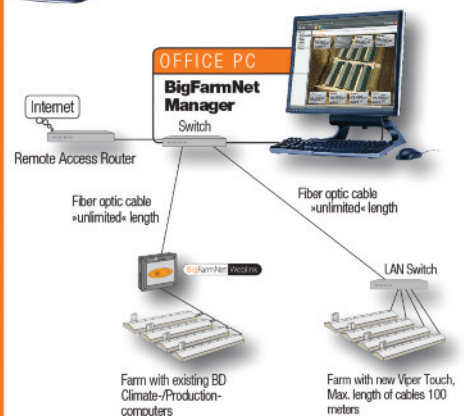 OFFICE PC
BigFarmNet
Manager
Switch
Internet
Remote Access Router
Fiber optic cable
»unlimited« length
Fiber optic cable
»unlimited« length
BigFarmNet Weblink
LAN Switch
Farm with existing BD
Climate-/Production-
computers
Farm with new Viper Touch,
Max. length of cables 100
meters